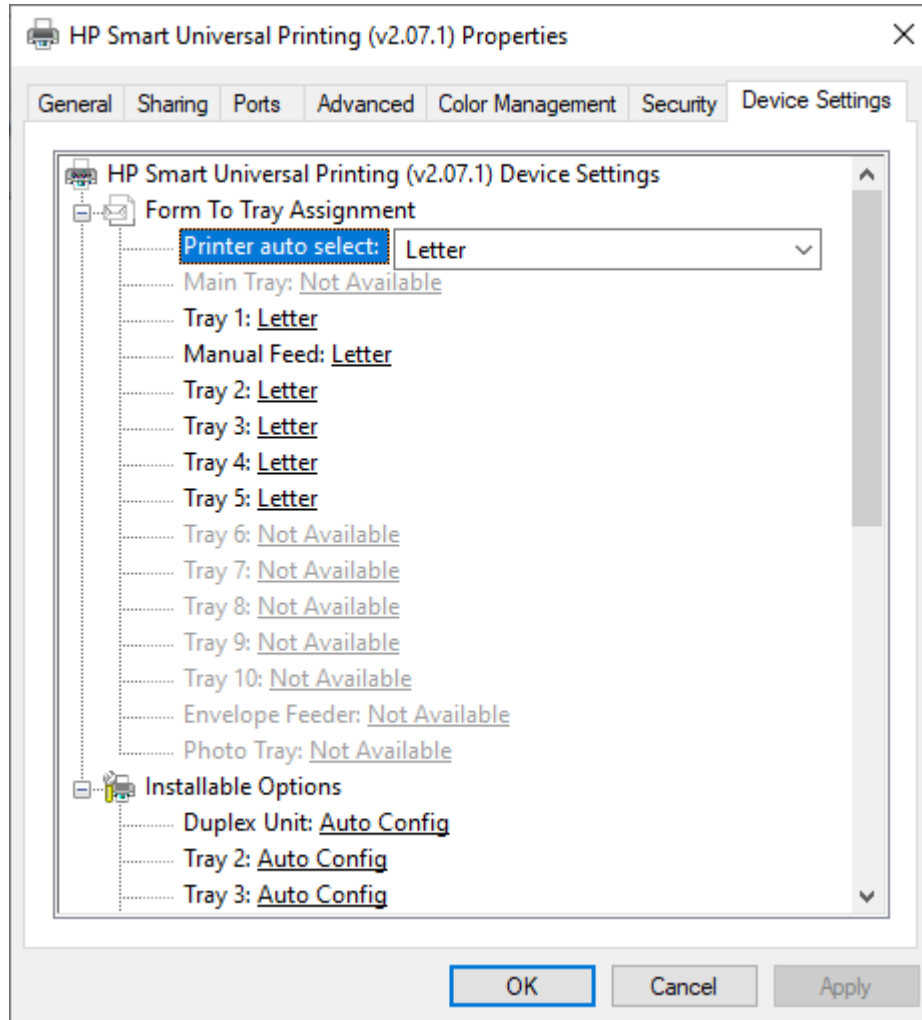 HP Smart Universal Printing (v2.07.1) Properties
General Sharing Ports Advanced Color Management Security Device Settings
HP Smart Universal Printing (v2.07.1) Device Settings
Form To Tray Assignment
Printer auto select: Letter
Main Tray: Not Available
Tray 1: Letter
Manual Feed: Letter
Tray 2: Letter
Tray 3: Letter
Tray 4: Letter
Tray 5: Letter
Tray 6: Not Available
Tray 7: Not Available
Tray 8: Not Available
Tray 9: Not Available
Tray 10: Not Available
Envelope Feeder: Not Available
Photo Tray: Not Available
Installable Options
Duplex Unit: Auto Config
Tray 2: Auto Config
Tray 3: Auto Config
OK Cancel Apply